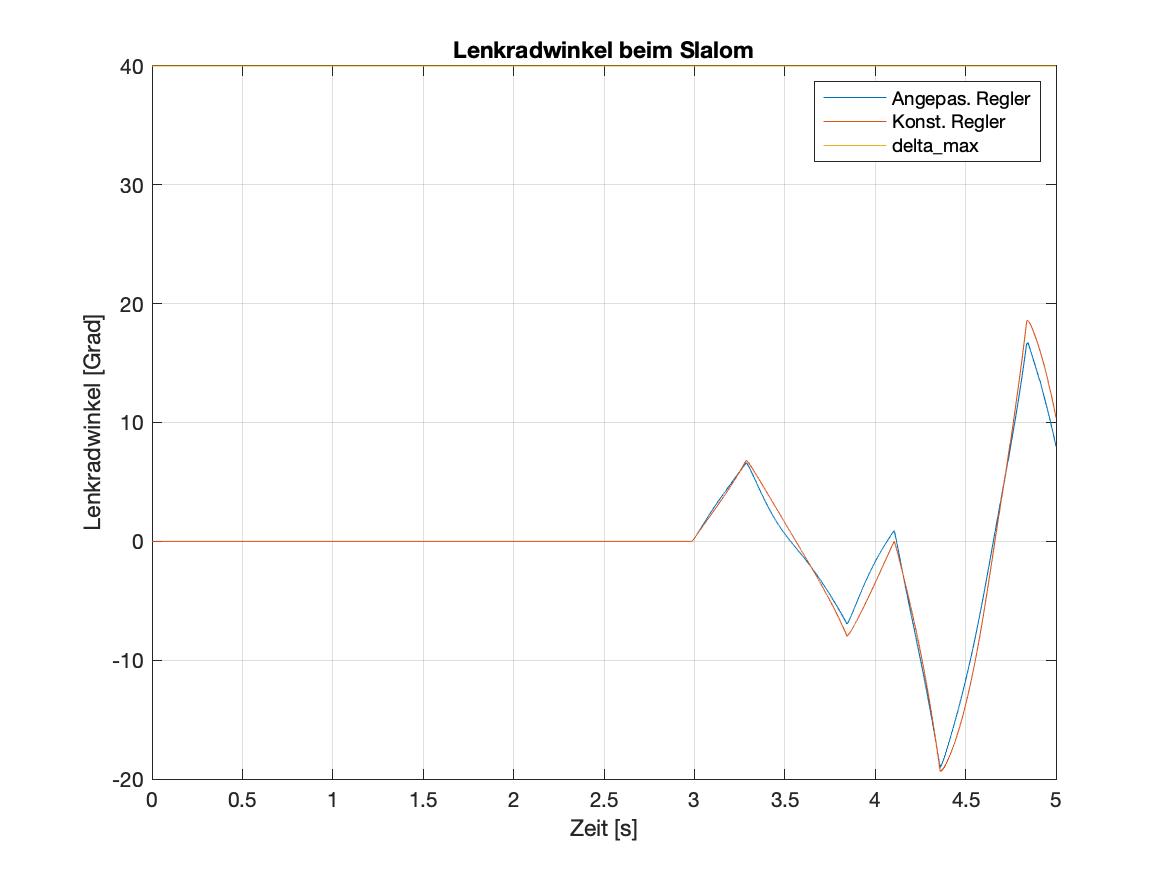 Lenkradwinkel beim Slalom
40
30
20
10
0
-10
-20
Lenkradwinkel [Grad]
Angepas. Regler
Konst. Regler
delta_max
0 0.5 1 1.5 2 2.5 3 3.5 4 4.5 5
Zeit [s]